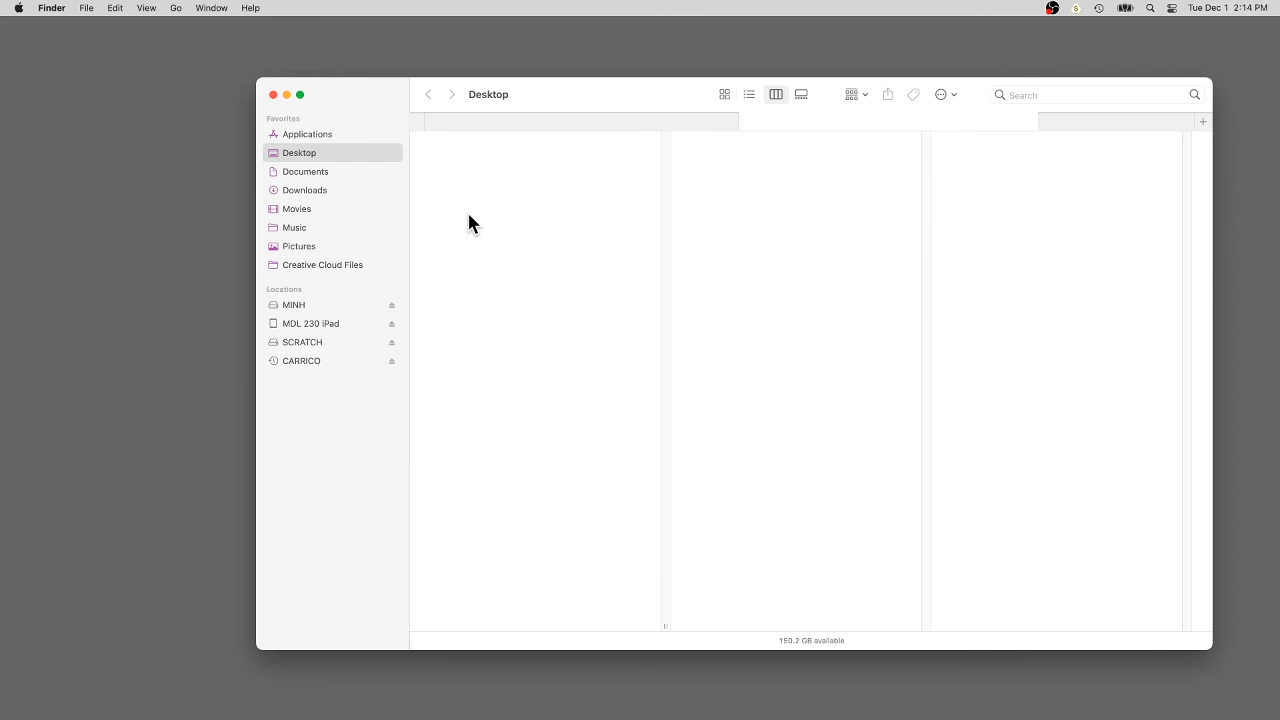 Finder File Edit View Go Window Help Tue Dec 1 2:14 PM
Desktop
Search
Favorites
Applications
Desktop
Documents
Downloads
Movies
Music
Pictures
Creative Cloud Files
Locations
MINH
MDL 230 iPad
SCRATCH
CARRICO
150.2 GB available